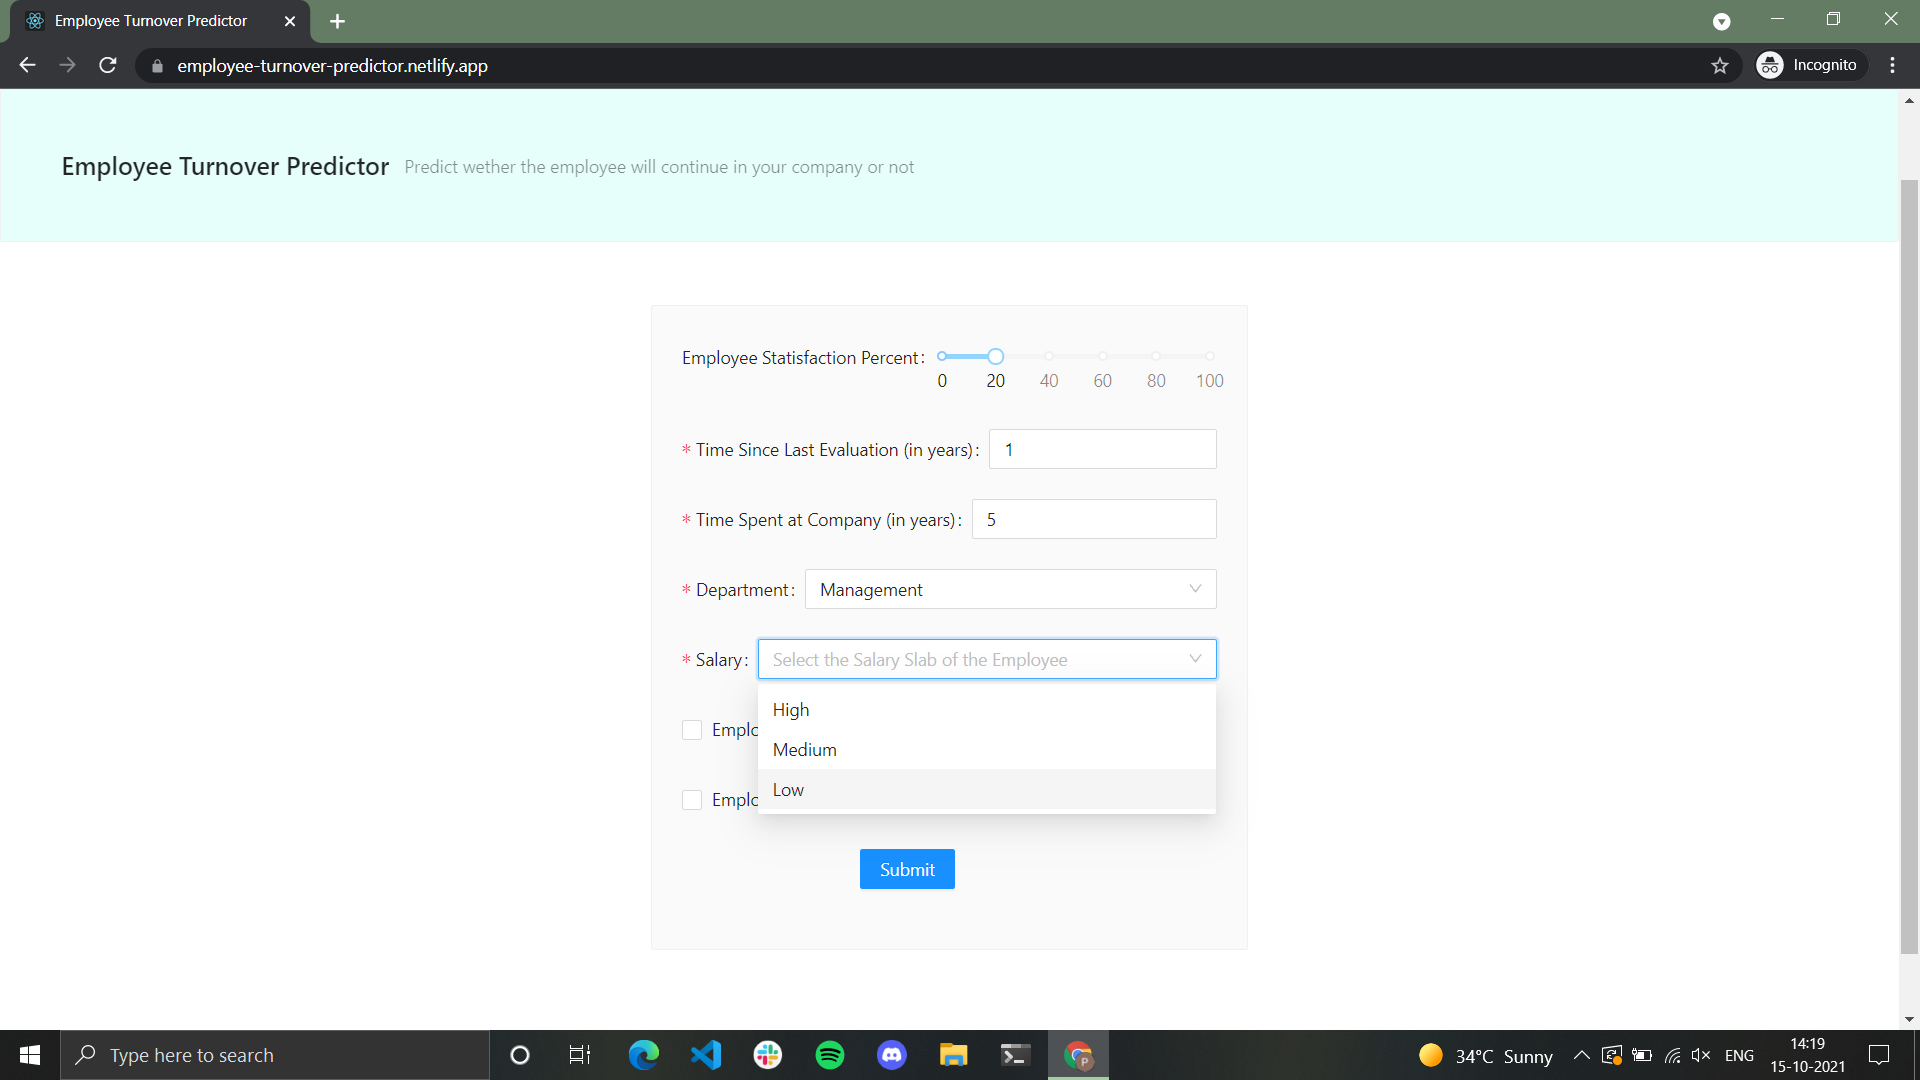 Employee Turnover Predictor
employee-turnover-predictor.netlify.app
Incognito
Employee Turnover Predictor Predict wether the employee will continue in your company or not
Employee Statisfaction Percent:
0 20 40 60 80 100
* Time Since Last Evaluation (in years): 1
* Time Spent at Company (in years): 5
* Department: Management
* Salary: Select the Salary Slab of the Employee
High
Emplo
Medium
Low
Emplo
Submit
Type here to search
34°C Sunny
ENG
14:19
15-10-2021
P